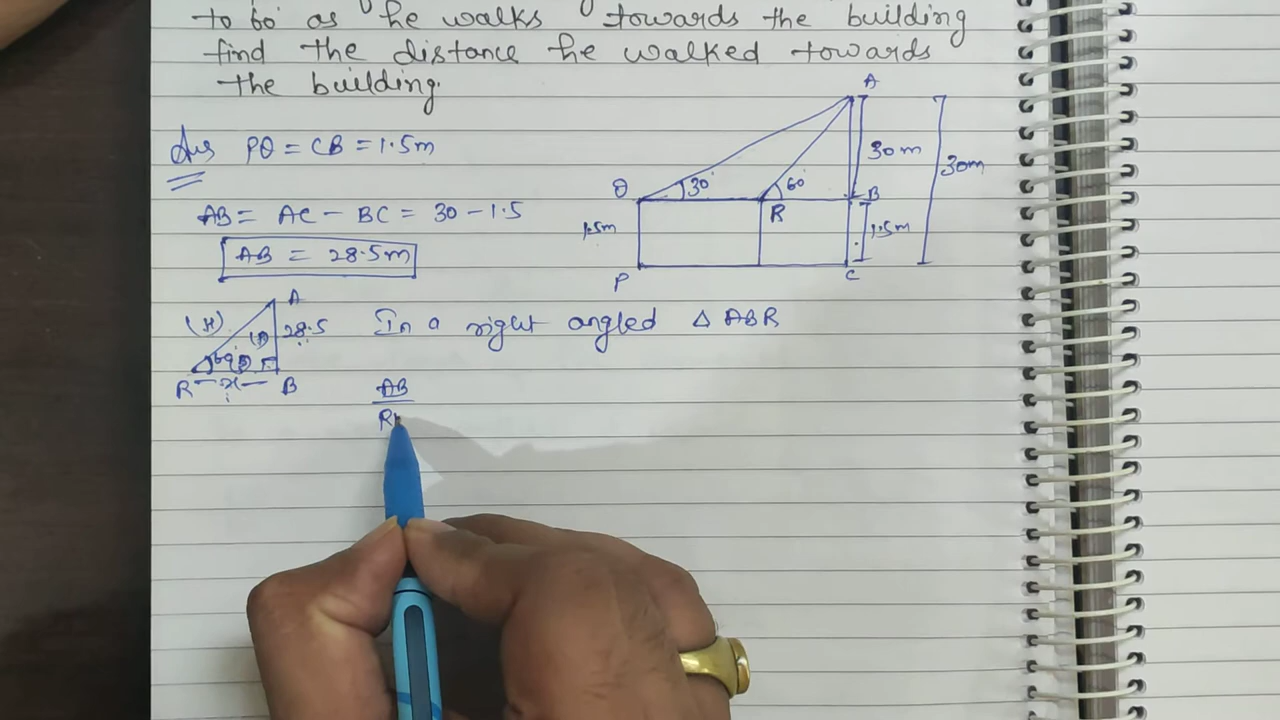 to 60° as he walks towards the building
find the distance he walked towards
the building.
Ans PQ = CB = 1.5m
AB = AC - BC = 30 - 1.5
AB = 28.5m
A
30m
30m
Q
30
60
B
R
1.5m
1.5m
P
C
A
(H)
28.5
In a right angled △ ABR
R - x - B
AB
R